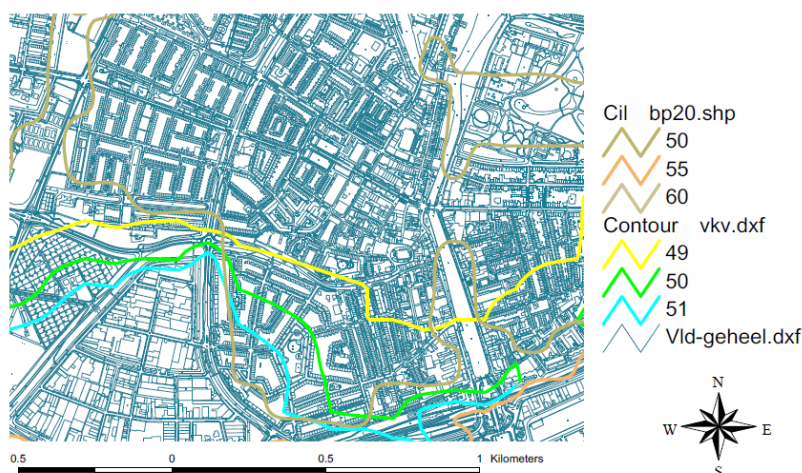 Cil bp20.shp
50
55
60
Contour vkv.dxf
49
50
51
Vld-geheel.dxf
N
W E
S
0.5 0 0.5 1 Kilometers